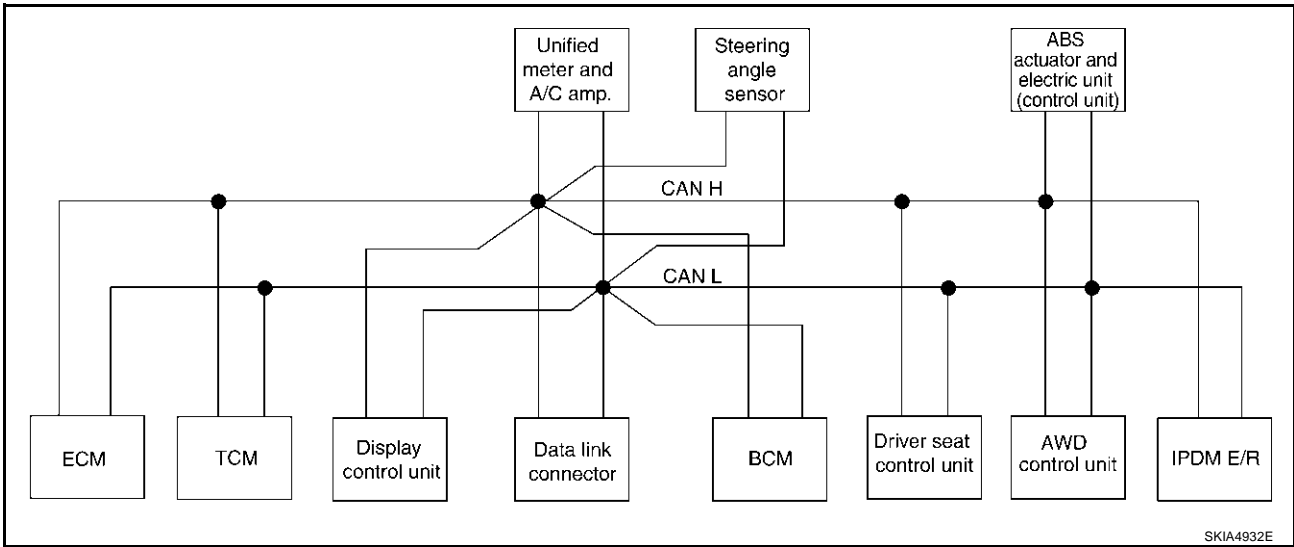 Unified
meter and
A/C amp.
Steering
angle
sensor
ABS
actuator and
electric unit
(control unit)
CAN H
CAN L
ECM
TCM
Display
control unit
Data link
connector
BCM
Driver seat
control unit
AWD
control unit
IPDM E/R
SKIA4932E